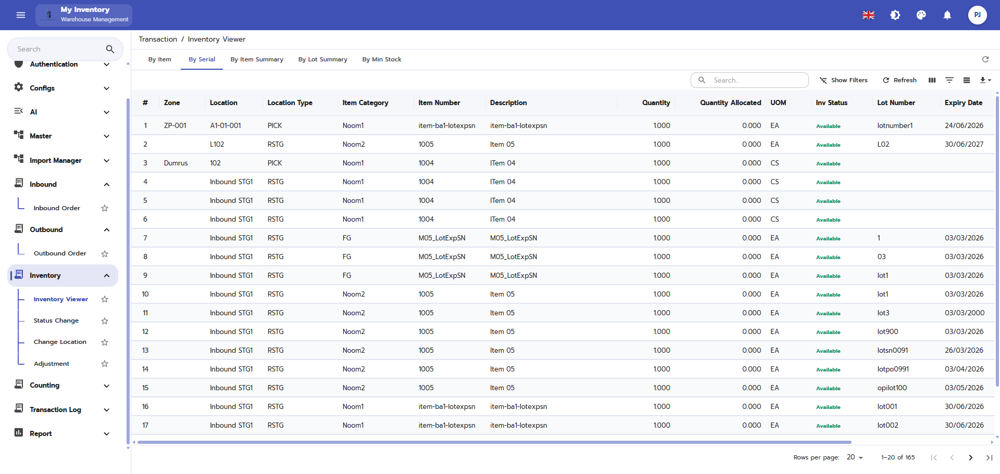 My Inventory
Warehouse Management
PJ
Search
Authentication
Configs
AI
Master
Import Manager
Inbound
Inbound Order
Outbound
Outbound Order
Inventory
Inventory Viewer
Status Change
Change Location
Adjustment
Counting
Transaction Log
Report
Transaction / Inventory Viewer
By Item By Serial By Item Summary By Lot Summary By Min Stock
Search... Show Filters Refresh
# Zone Location Location Type Item Category Item Number Description Quantity Quantity Allocated UOM Inv Status Lot Number Expiry Date
1 ZP-001 A1-01-001 PICK Noom1 item-ba1-lotexpsn item-ba1-lotexpsn 1.000 0.000 EA Available lotnumber1 24/06/2026
2 L102 RSTG Noom2 1005 Item 05 1.000 0.000 EA Available L02 30/06/2027
3 Dumrus 102 PICK Noom1 1004 ITem 04 1.000 0.000 CS Available
4 Inbound STG1 RSTG Noom1 1004 ITem 04 1.000 0.000 CS Available
5 Inbound STG1 RSTG Noom1 1004 ITem 04 1.000 0.000 CS Available
6 Inbound STG1 RSTG Noom1 1004 ITem 04 1.000 0.000 CS Available
7 Inbound STG1 RSTG FG M05_LotExpSN M05_LotExpSN 1.000 0.000 EA Available 1 03/03/2026
8 Inbound STG1 RSTG FG M05_LotExpSN M05_LotExpSN 1.000 0.000 EA Available 03 03/03/2026
9 Inbound STG1 RSTG FG M05_LotExpSN M05_LotExpSN 1.000 0.000 EA Available lot1 03/03/2026
10 Inbound STG1 RSTG Noom2 1005 Item 05 1.000 0.000 EA Available lot1 03/03/2026
11 Inbound STG1 RSTG Noom2 1005 Item 05 1.000 0.000 EA Available lot3 03/03/2000
12 Inbound STG1 RSTG Noom2 1005 Item 05 1.000 0.000 EA Available lot900 03/03/2026
13 Inbound STG1 RSTG Noom2 1005 Item 05 1.000 0.000 EA Available lotsn0091 26/03/2026
14 Inbound STG1 RSTG Noom2 1005 Item 05 1.000 0.000 EA Available lotpo0991 03/04/2026
15 Inbound STG1 RSTG Noom2 1005 Item 05 1.000 0.000 EA Available opilot100 03/05/2026
16 Inbound STG1 RSTG Noom1 item-ba1-lotexpsn item-ba1-lotexpsn 1.000 0.000 EA Available lot001 30/06/2026
17 Inbound STG1 RSTG Noom1 item-ba1-lotexpsn item-ba1-lotexpsn 1.000 0.000 EA Available lot002 30/06/2026
Rows per page: 20 1–20 of 165